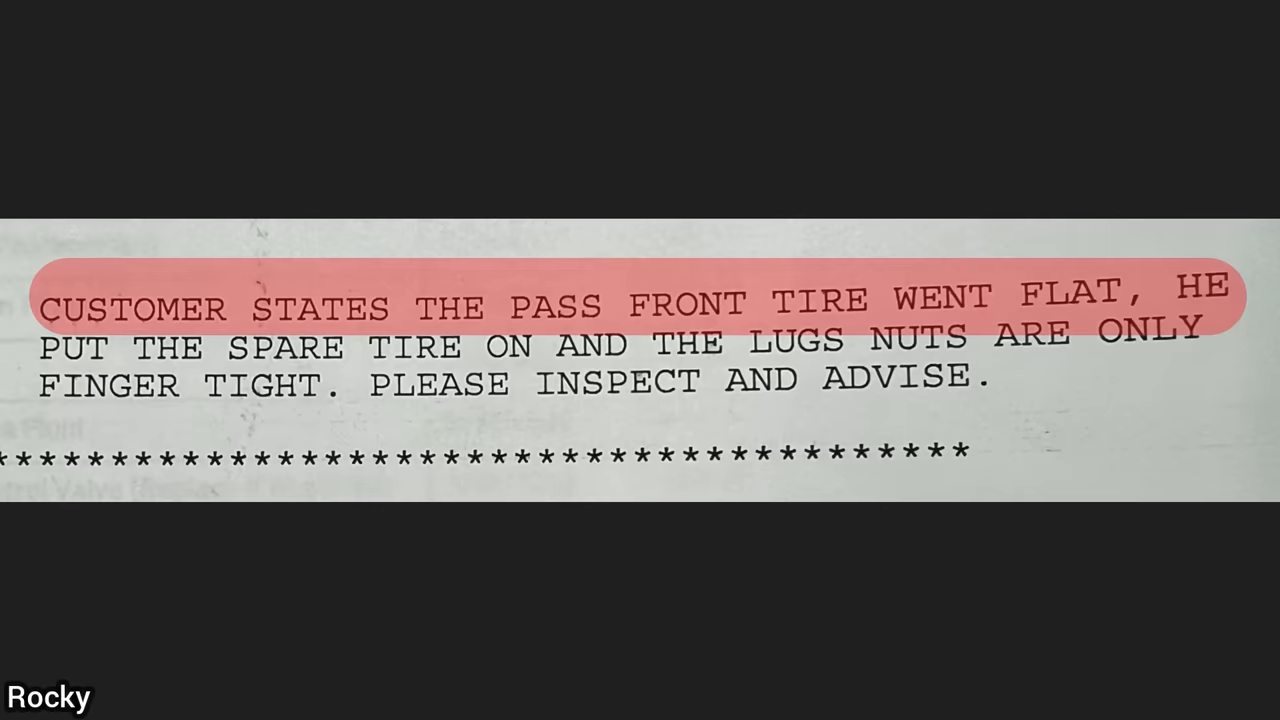 CUSTOMER STATES THE PASS FRONT TIRE WENT FLAT, HE
PUT THE SPARE TIRE ON AND THE LUGS NUTS ARE ONLY
FINGER TIGHT. PLEASE INSPECT AND ADVISE.
*****************************************
Rocky